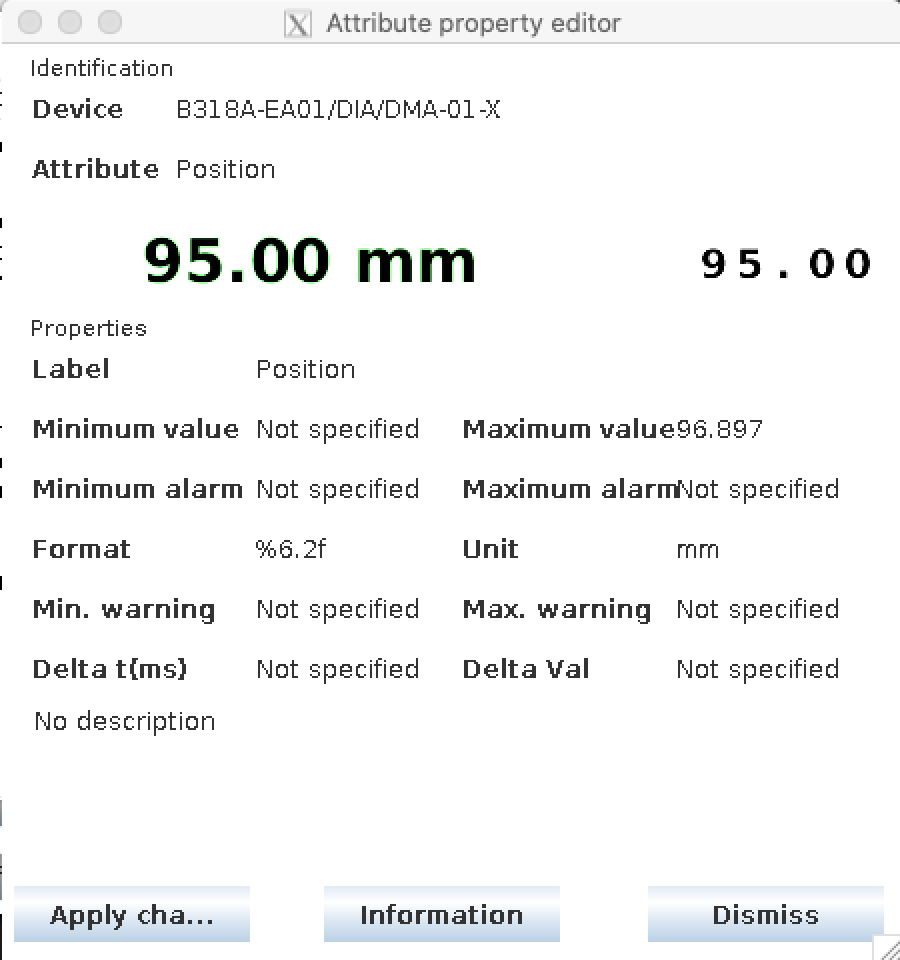 Attribute property editor
Identification
Device B318A-EA01/DIA/DMA-01-X
Attribute Position
95.00 mm 95.00
Properties
Label Position
Minimum value Not specified Maximum value 96.897
Minimum alarm Not specified Maximum alarm Not specified
Format %6.2f Unit mm
Min. warning Not specified Max. warning Not specified
Delta t(ms) Not specified Delta Val Not specified
No description
Apply cha... Information Dismiss